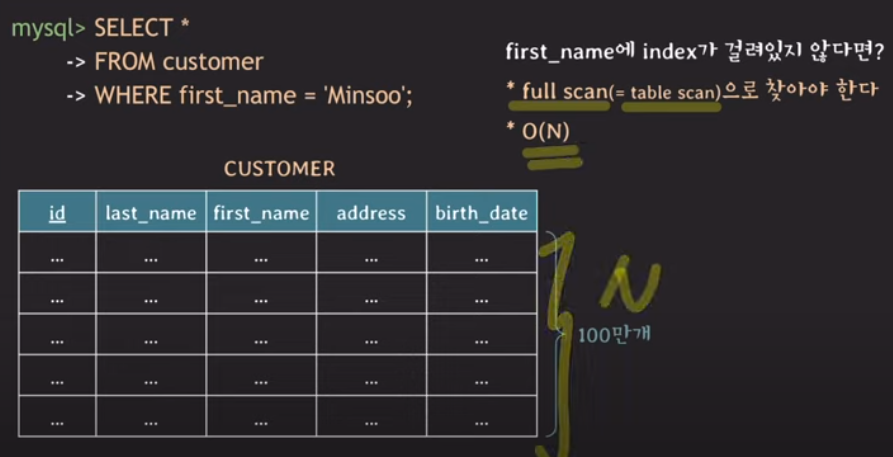 mysql> SELECT *
-> FROM customer
-> WHERE first_name = 'Minsoo';
first_name에 index가 걸려있지 않다면?
* full scan(= table scan)으로 찾아야 한다
* O(N)
CUSTOMER
id last_name first_name address birth_date
... ... ... ... ...
... ... ... ... ...
... ... ... ... ...
... ... ... ... ...
... ... ... ... ...
N
100만개